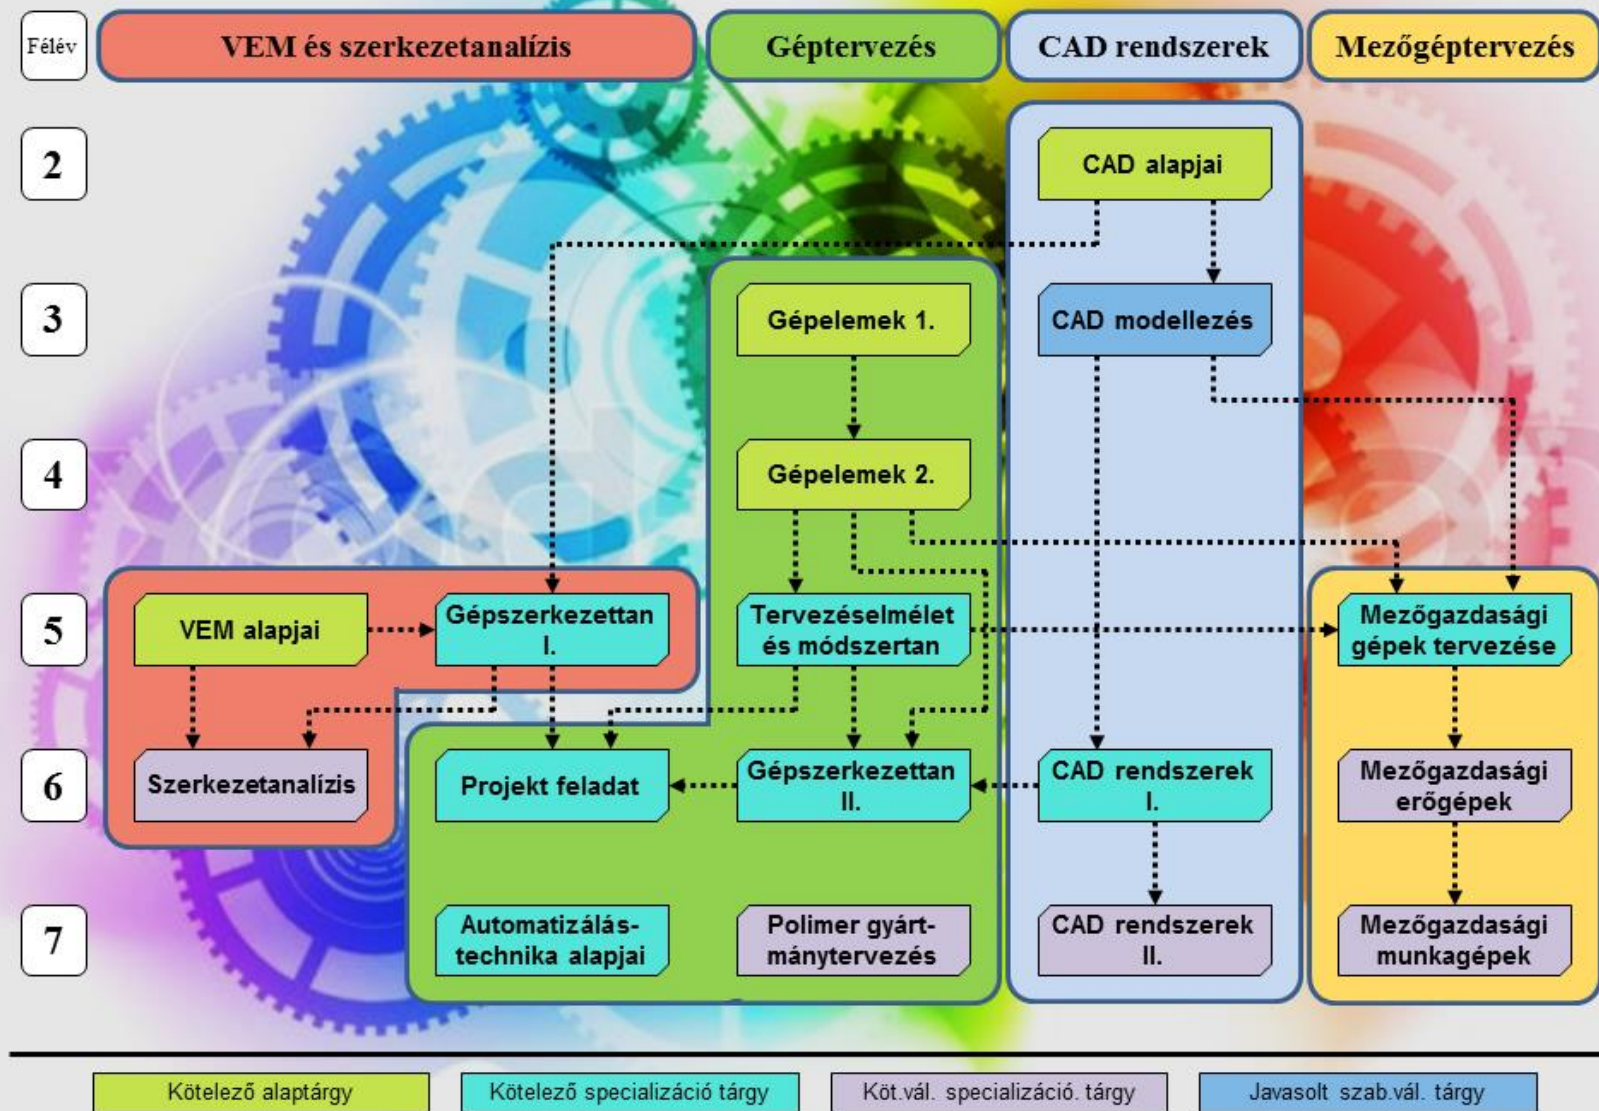 Félév
VEM és szerkezetanalízis
Géptervezés
CAD rendszerek
Mezőgéptervezés
2
CAD alapjai
3
Gépelemek 1.
CAD modellezés
4
Gépelemek 2.
5
VEM alapjai
Gépszerkezettan
I.
Tervezéselmélet
és módszertan
Mezőgazdasági
gépek tervezése
6
Szerkezetanalízis
Projekt feladat
Gépszerkezettan
II.
CAD rendszerek
I.
Mezőgazdasági
erőgépek
7
Automatizálás-
technika alapjai
Polimer gyárt-
mánytervezés
CAD rendszerek
II.
Mezőgazdasági
munkagépek
Kötelező alaptárgy
Kötelező specializáció tárgy
Köt.vál. specializáció. tárgy
Javasolt szab.vál. tárgy